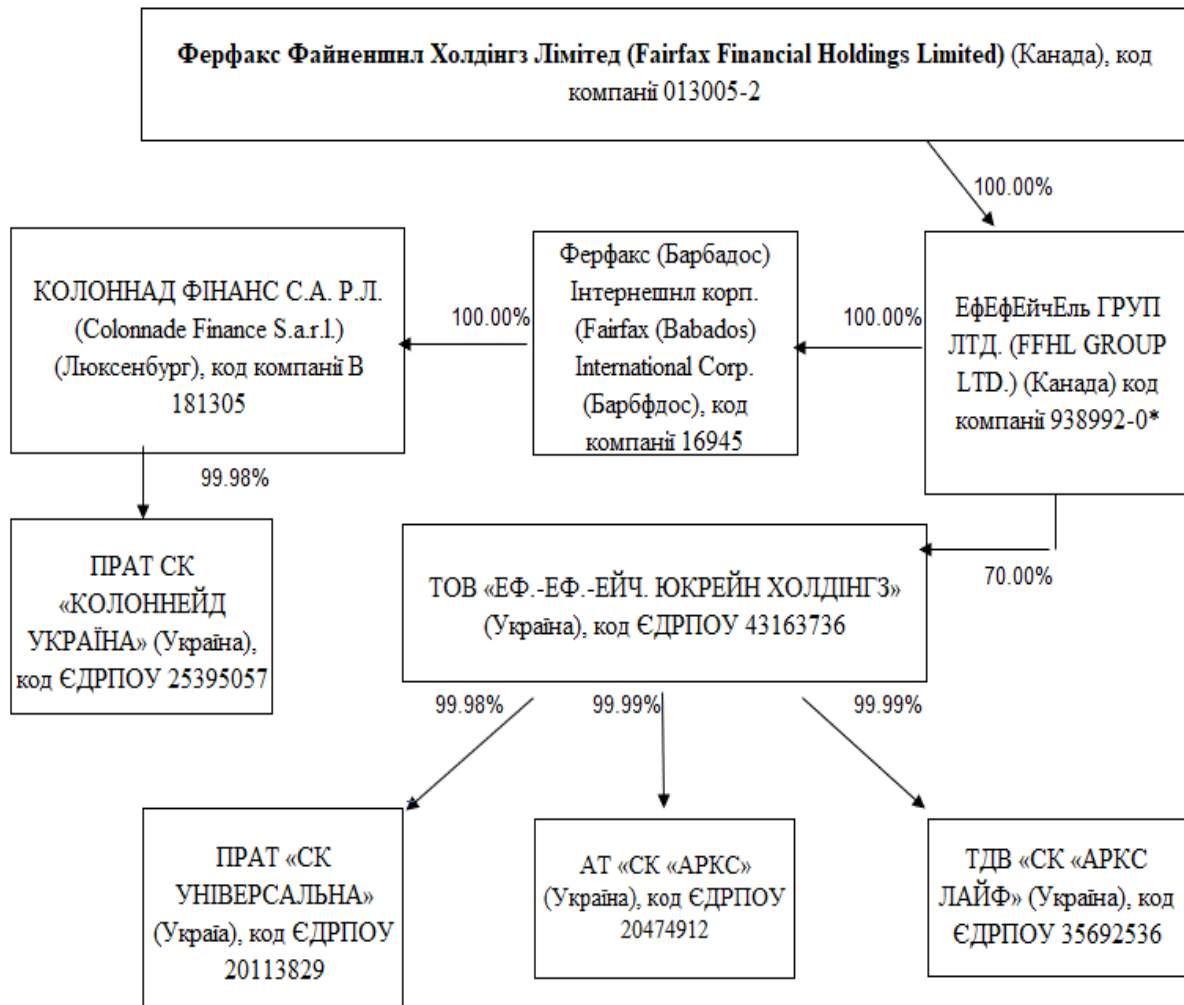 Ферфакс Файненшнл Холдінгз Лімітед (Fairfax Financial Holdings Limited) (Канада), код
компанії 013005-2
100.00%
КОЛОННАД ФІНАНС С.А. Р.Л.
(Colonnade Finance S.a.r.l.)
(Люксенбург), код компанії В
181305
100.00%
Ферфакс (Барбадос)
Інтернешнл корп.
(Fairfax (Babados)
International Corp.
(Барбфдос), код
компанії 16945
100.00%
ЕфЕфЕйчЕль ГРУП
ЛТД. (FFHL GROUP
LTD.) (Канада) код
компанії 938992-0*
99.98%
70.00%
ПРАТ СК
«КОЛОННЕЙД
УКРАЇНА» (Україна),
код ЄДРПОУ 25395057
ТОВ «ЕФ.-ЕФ.-ЕЙЧ. ЮКРЕЙН ХОЛДІНГЗ»
(Україна), код ЄДРПОУ 43163736
99.98%
99.99%
99.99%
ПРАТ «СК
УНІВЕРСАЛЬНА»
(Україа), код ЄДРПОУ
20113829
АТ «СК «АРКС»
(Україна), код ЄДРПОУ
20474912
ТДВ «СК «АРКС
ЛАЙФ» (Україна), код
ЄДРПОУ 35692536